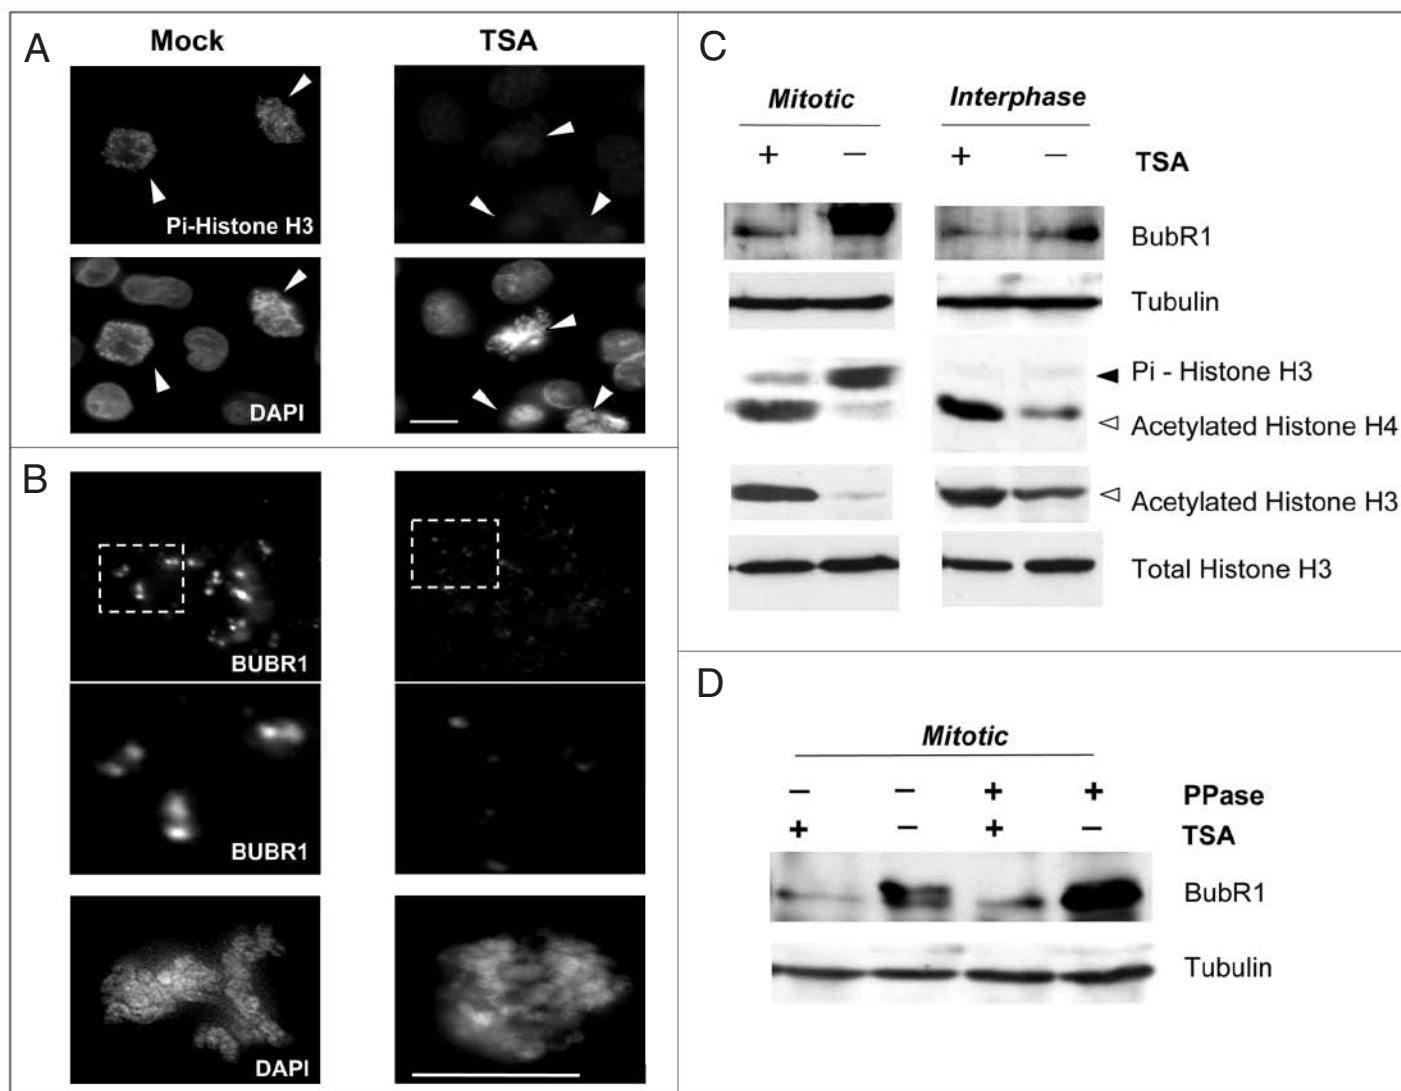 A
Mock
TSA
Pi-Histone H3
DAPI
B
BUBR1
BUBR1
DAPI
C
Mitotic
Interphase
+ − + − TSA
BubR1
Tubulin
Pi - Histone H3
Acetylated Histone H4
Acetylated Histone H3
Total Histone H3
D
Mitotic
− − + + PPase
+ − + − TSA
BubR1
Tubulin